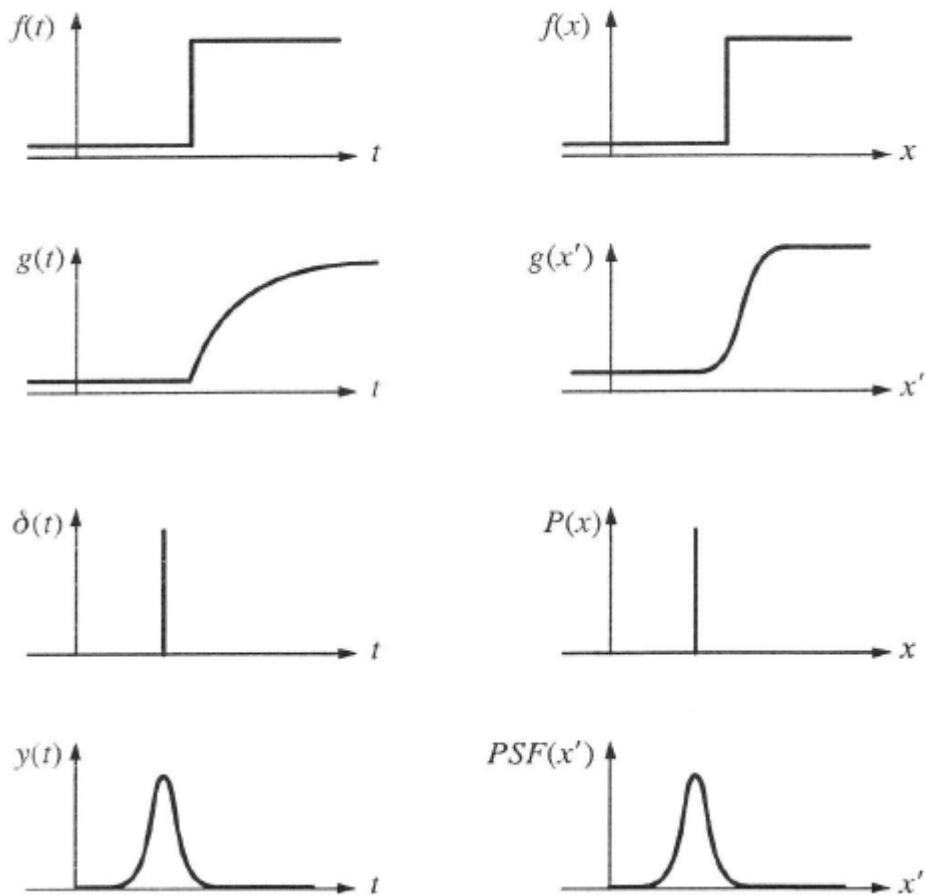 f(t)
t
f(x)
x
g(t)
t
g(x′)
x′
δ(t)
t
P(x)
x
y(t)
t
PSF(x′)
x′